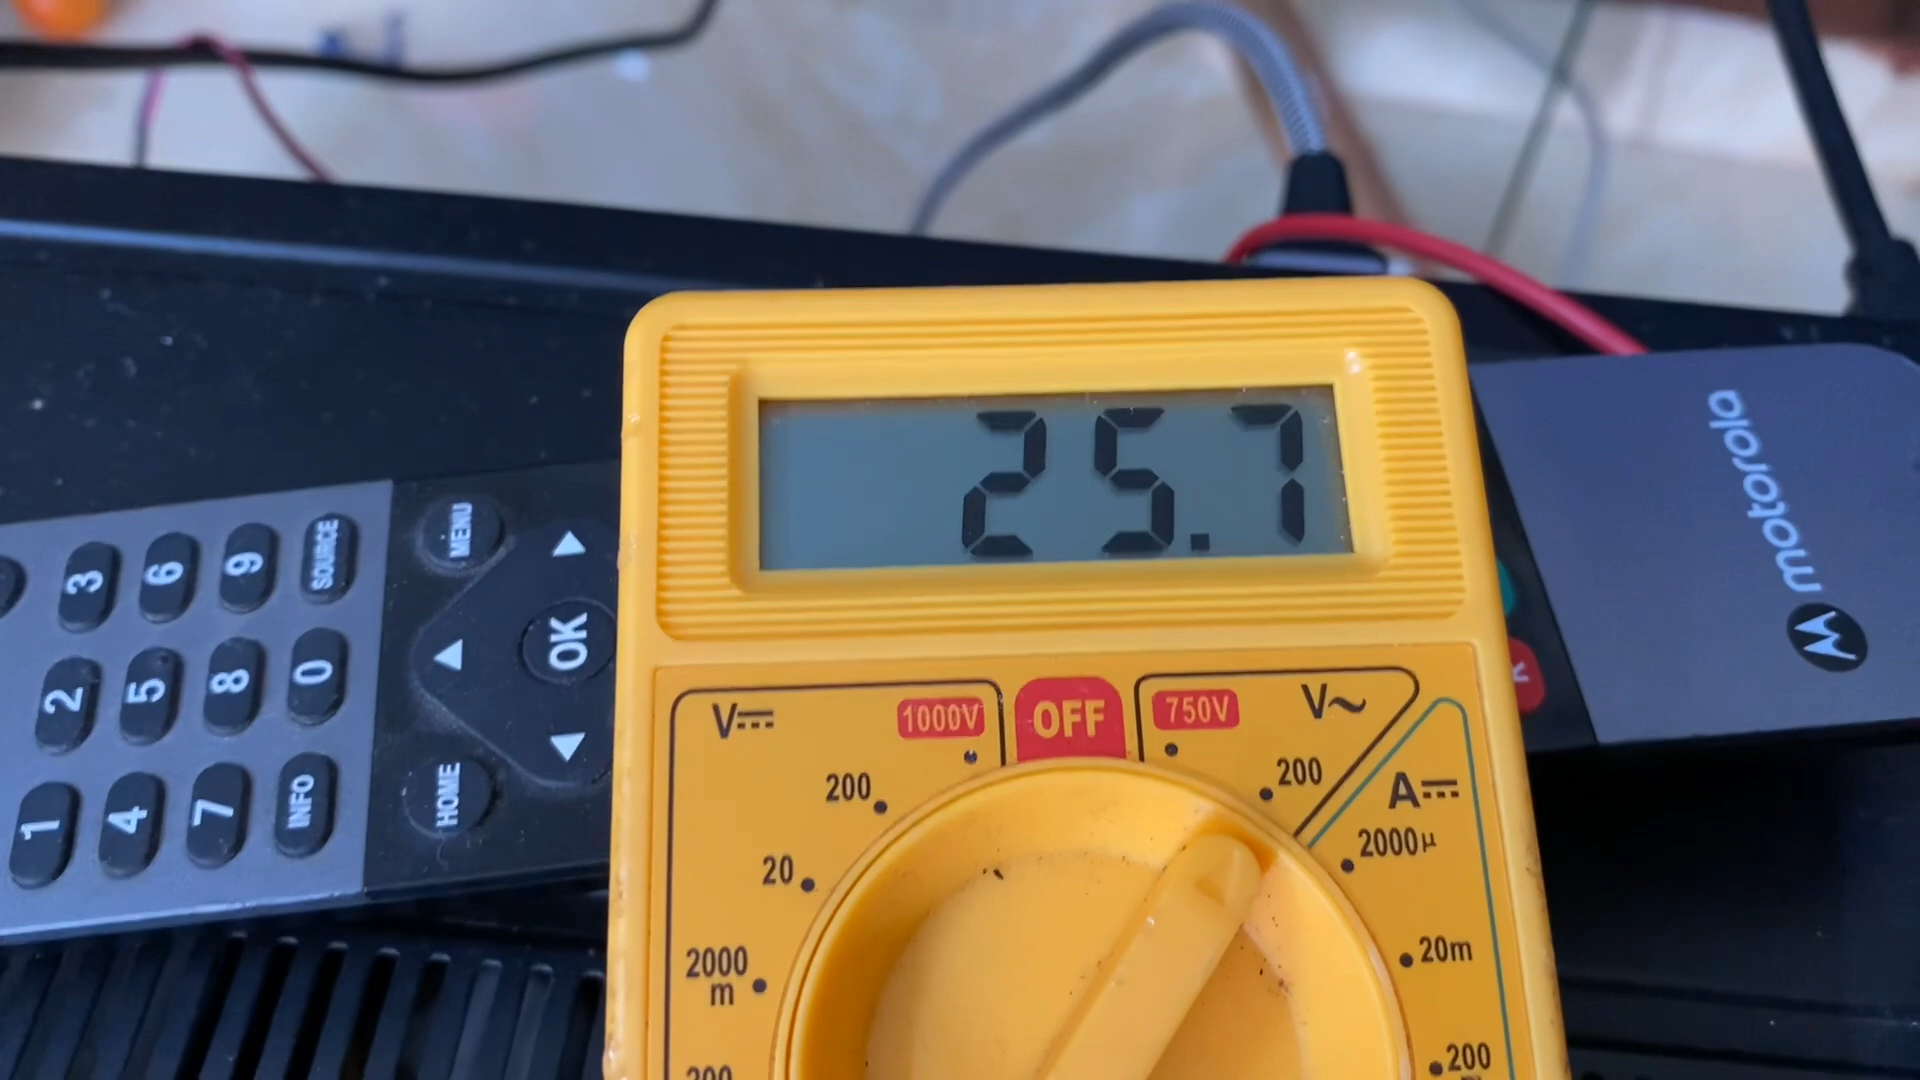 25.7
V⎓
1000V
OFF
750V
V~
200
200
A⎓
2000µ
20
20m
2000
m
200
200
3
6
9
SOURCE
MENU
2
5
8
0
OK
1
4
7
INFO
HOME
motorola